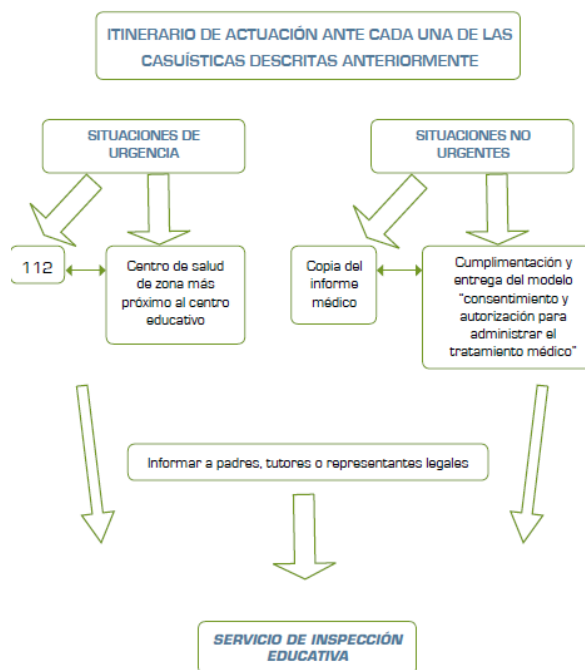 ITINERARIO DE ACTUACIÓN ANTE CADA UNA DE LAS
CASUÍSTICAS DESCRITAS ANTERIORMENTE
SITUACIONES DE
URGENCIA
SITUACIONES NO
URGENTES
112
Centro de salud
de zona más
próximo al centro
educativo
Copia del
informe
médico
Cumplimentación y
entrega del modelo
"consentimiento y
autorización para
administrar el
tratamiento médico"
Informar a padres, tutores o representantes legales
SERVICIO DE INSPECCIÓN
EDUCATIVA